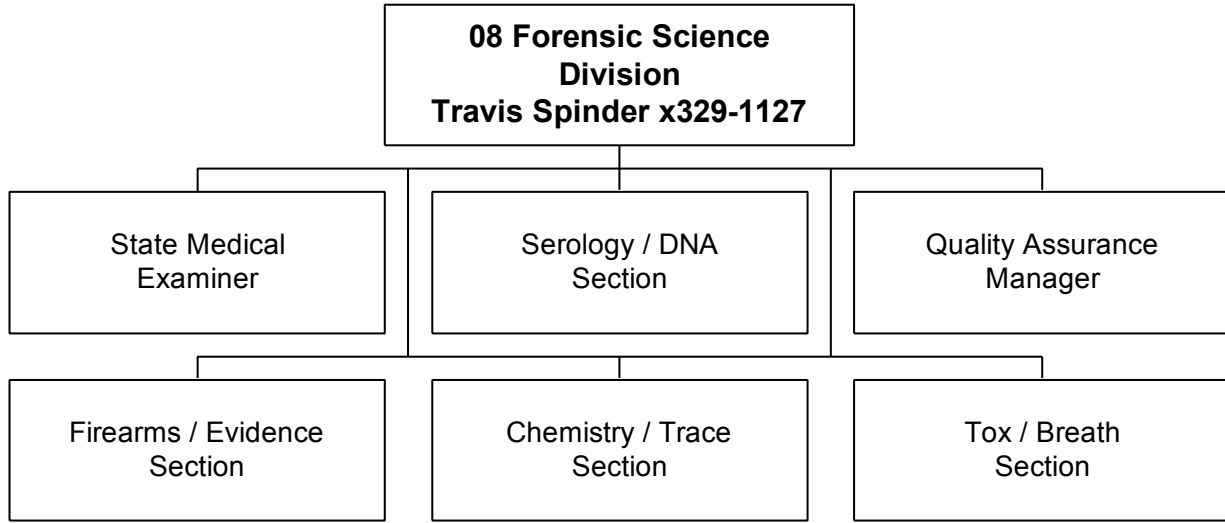 08 Forensic Science
Division
Travis Spinder x329-1127
State Medical
Examiner
Serology / DNA
Section
Quality Assurance
Manager
Firearms / Evidence
Section
Chemistry / Trace
Section
Tox / Breath
Section